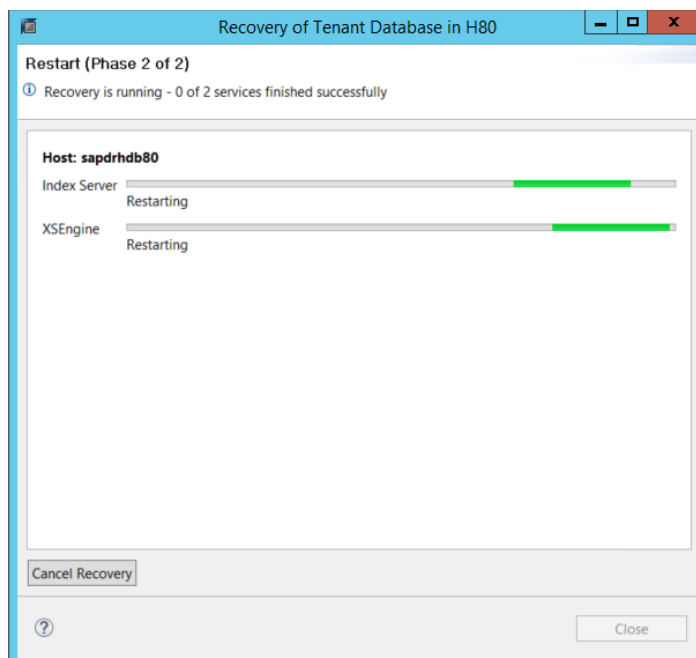 Recovery of Tenant Database in H80
Restart (Phase 2 of 2)
Recovery is running - 0 of 2 services finished successfully
Host: sapdrhdb80
Index Server
Restarting
XSEngine
Restarting
Cancel Recovery
Close